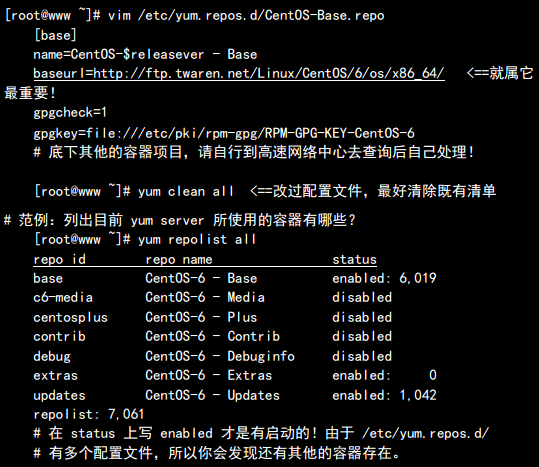 [root@www ~]# vim /etc/yum.repos.d/CentOS-Base.repo
[base]
name=CentOS-$releasever - Base
baseurl=http://ftp.twaren.net/Linux/CentOS/6/os/x86_64/ <==就属它
最重要！
gpgcheck=1
gpgkey=file:///etc/pki/rpm-gpg/RPM-GPG-KEY-CentOS-6
# 底下其他的容器项目，请自行到高速网络中心去查询后自己处理！
[root@www ~]# yum clean all <==改过配置文件，最好清除既有清单
# 范例：列出目前 yum server 所使用的容器有哪些？
[root@www ~]# yum repolist all
repo id repo name status
base CentOS-6 - Base enabled: 6,019
c6-media CentOS-6 - Media disabled
centosplus CentOS-6 - Plus disabled
contrib CentOS-6 - Contrib disabled
debug CentOS-6 - Debuginfo disabled
extras CentOS-6 - Extras enabled: 0
updates CentOS-6 - Updates enabled: 1,042
repolist: 7,061
# 在 status 上写 enabled 才是有启动的！由于 /etc/yum.repos.d/
# 有多个配置文件，所以你会发现还有其他的容器存在。